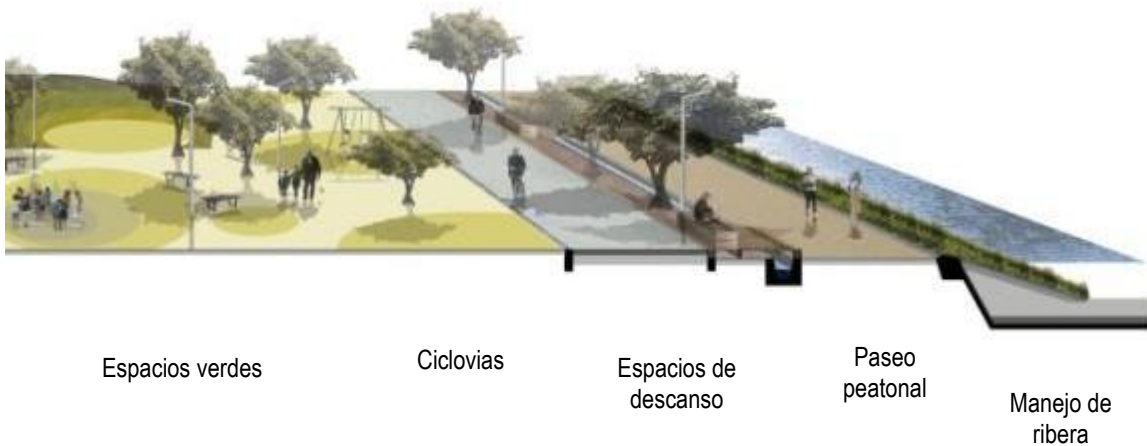 Espacios verdes
Ciclovias
Espacios de
descanso
Paseo
peatonal
Manejo de
ribera